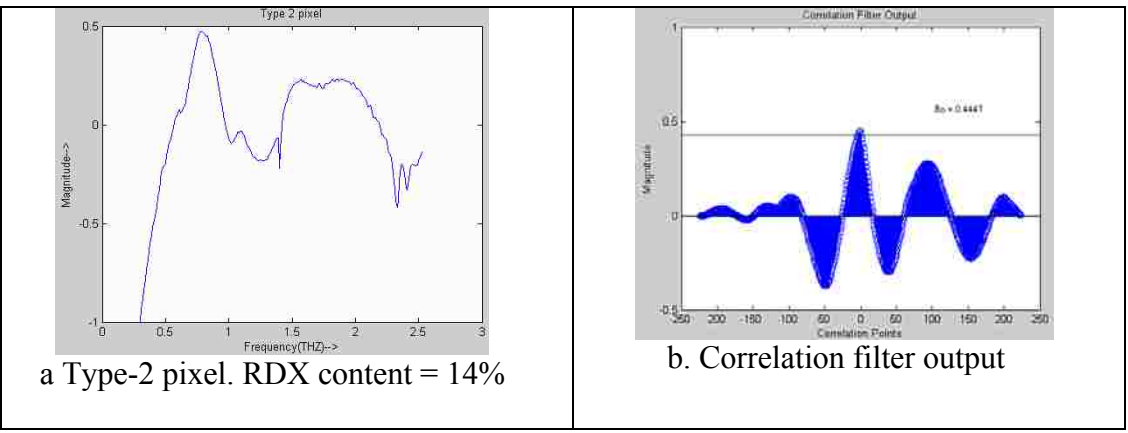 Type 2 pixel
0.5
0
-0.5
-1
Magnitude-->
0 0.5 1 1.5 2 2.5 3
Frequency(THZ)-->
a Type-2 pixel. RDX content = 14%
Correlation Filter Output
1
0.5
0
-0.5
Magnitude
-250 200 -150 -100 50 0 50 100 150 200 250
Correlation Points
b. Correlation filter output